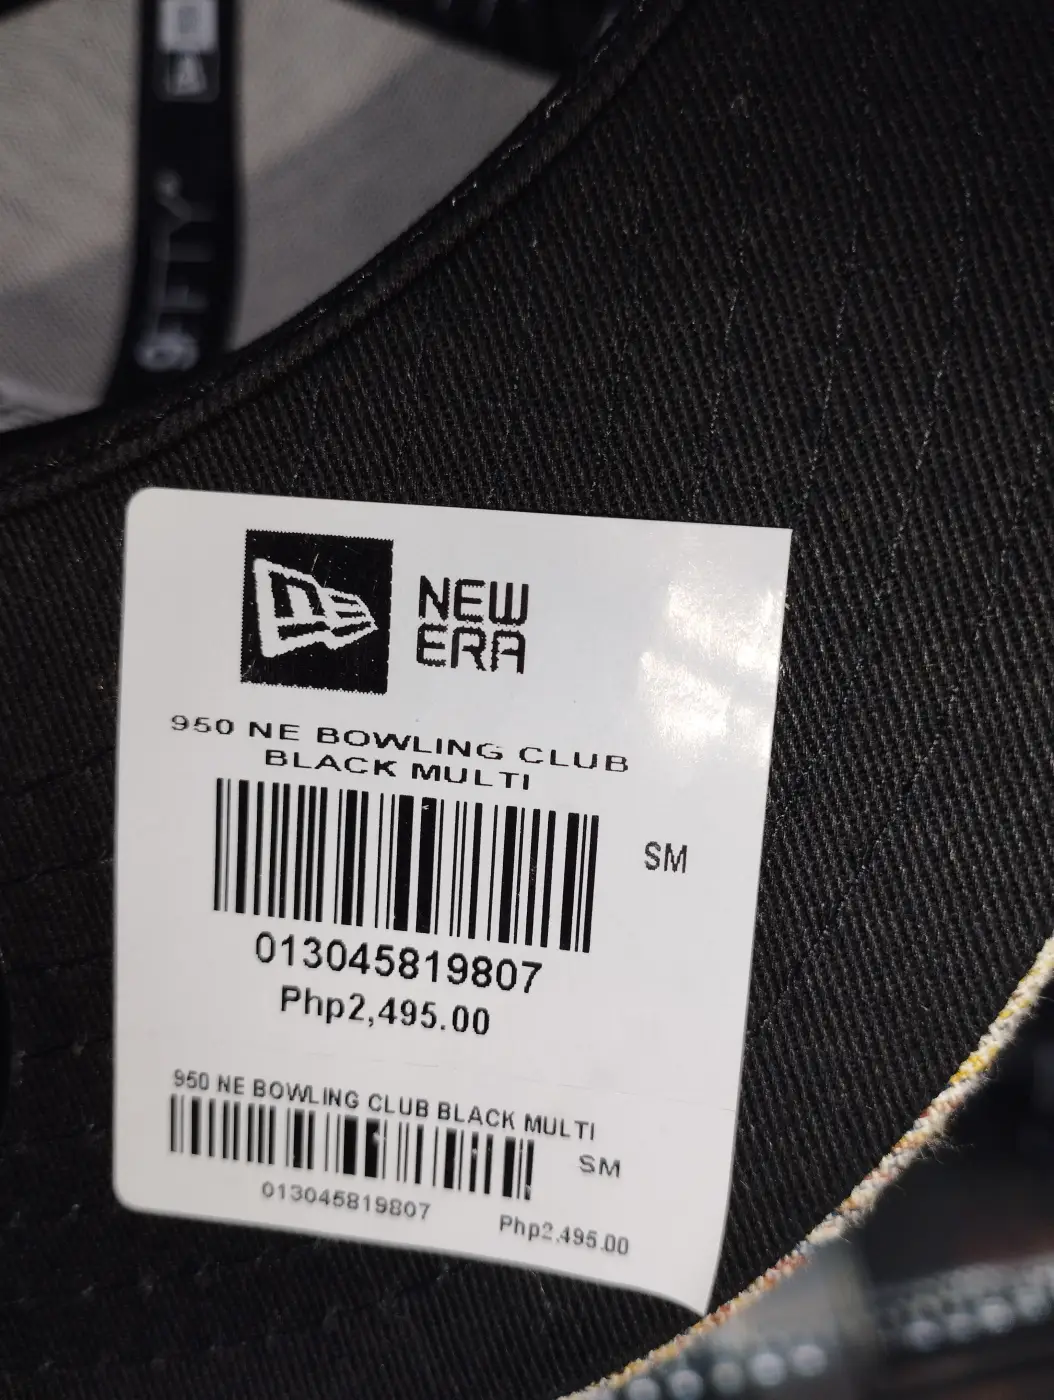 9FIFTY
NEW
ERA
950 NE BOWLING CLUB
BLACK MULTI
SM
013045819807
Php2,495.00
950 NE BOWLING CLUB BLACK MULTI
SM
013045819807
Php2,495.00